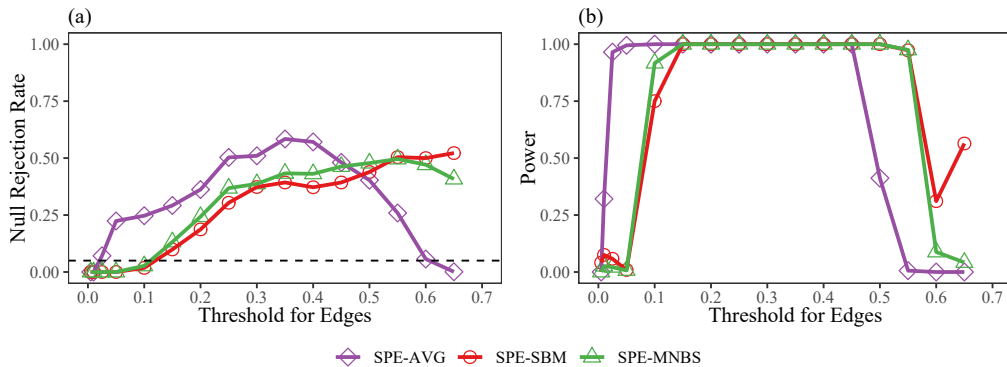 (a)
(b)
Null Rejection Rate
1.00
0.75
0.50
0.25
0.00
0.0 0.1 0.2 0.3 0.4 0.5 0.6 0.7
Threshold for Edges
Power
1.00
0.75
0.50
0.25
0.00
0.0 0.1 0.2 0.3 0.4 0.5 0.6 0.7
Threshold for Edges
SPE-AVG SPE-SBM SPE-MNBS